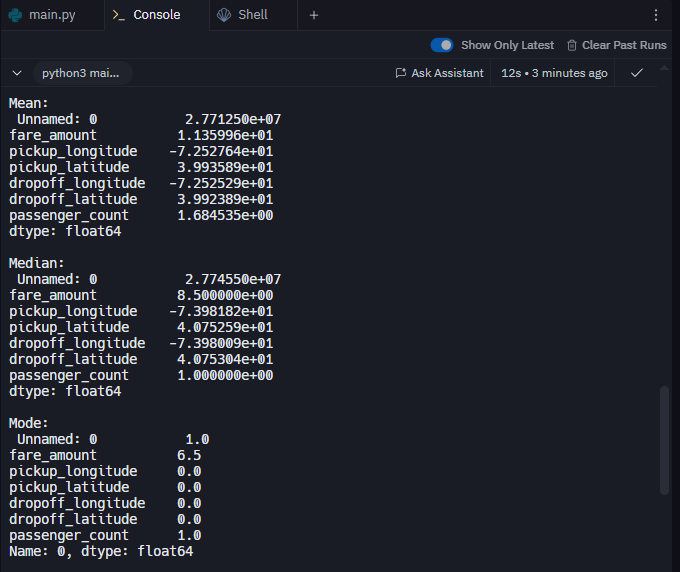 main.py Console Shell +
Show Only Latest Clear Past Runs
python3 mai... Ask Assistant 12s • 3 minutes ago
Mean:
Unnamed: 0 2.771250e+07
fare_amount 1.135996e+01
pickup_longitude -7.252764e+01
pickup_latitude 3.993589e+01
dropoff_longitude -7.252529e+01
dropoff_latitude 3.992389e+01
passenger_count 1.684535e+00
dtype: float64
Median:
Unnamed: 0 2.774550e+07
fare_amount 8.500000e+00
pickup_longitude -7.398182e+01
pickup_latitude 4.075259e+01
dropoff_longitude -7.398009e+01
dropoff_latitude 4.075304e+01
passenger_count 1.000000e+00
dtype: float64
Mode:
Unnamed: 0 1.0
fare_amount 6.5
pickup_longitude 0.0
pickup_latitude 0.0
dropoff_longitude 0.0
dropoff_latitude 0.0
passenger_count 1.0
Name: 0, dtype: float64